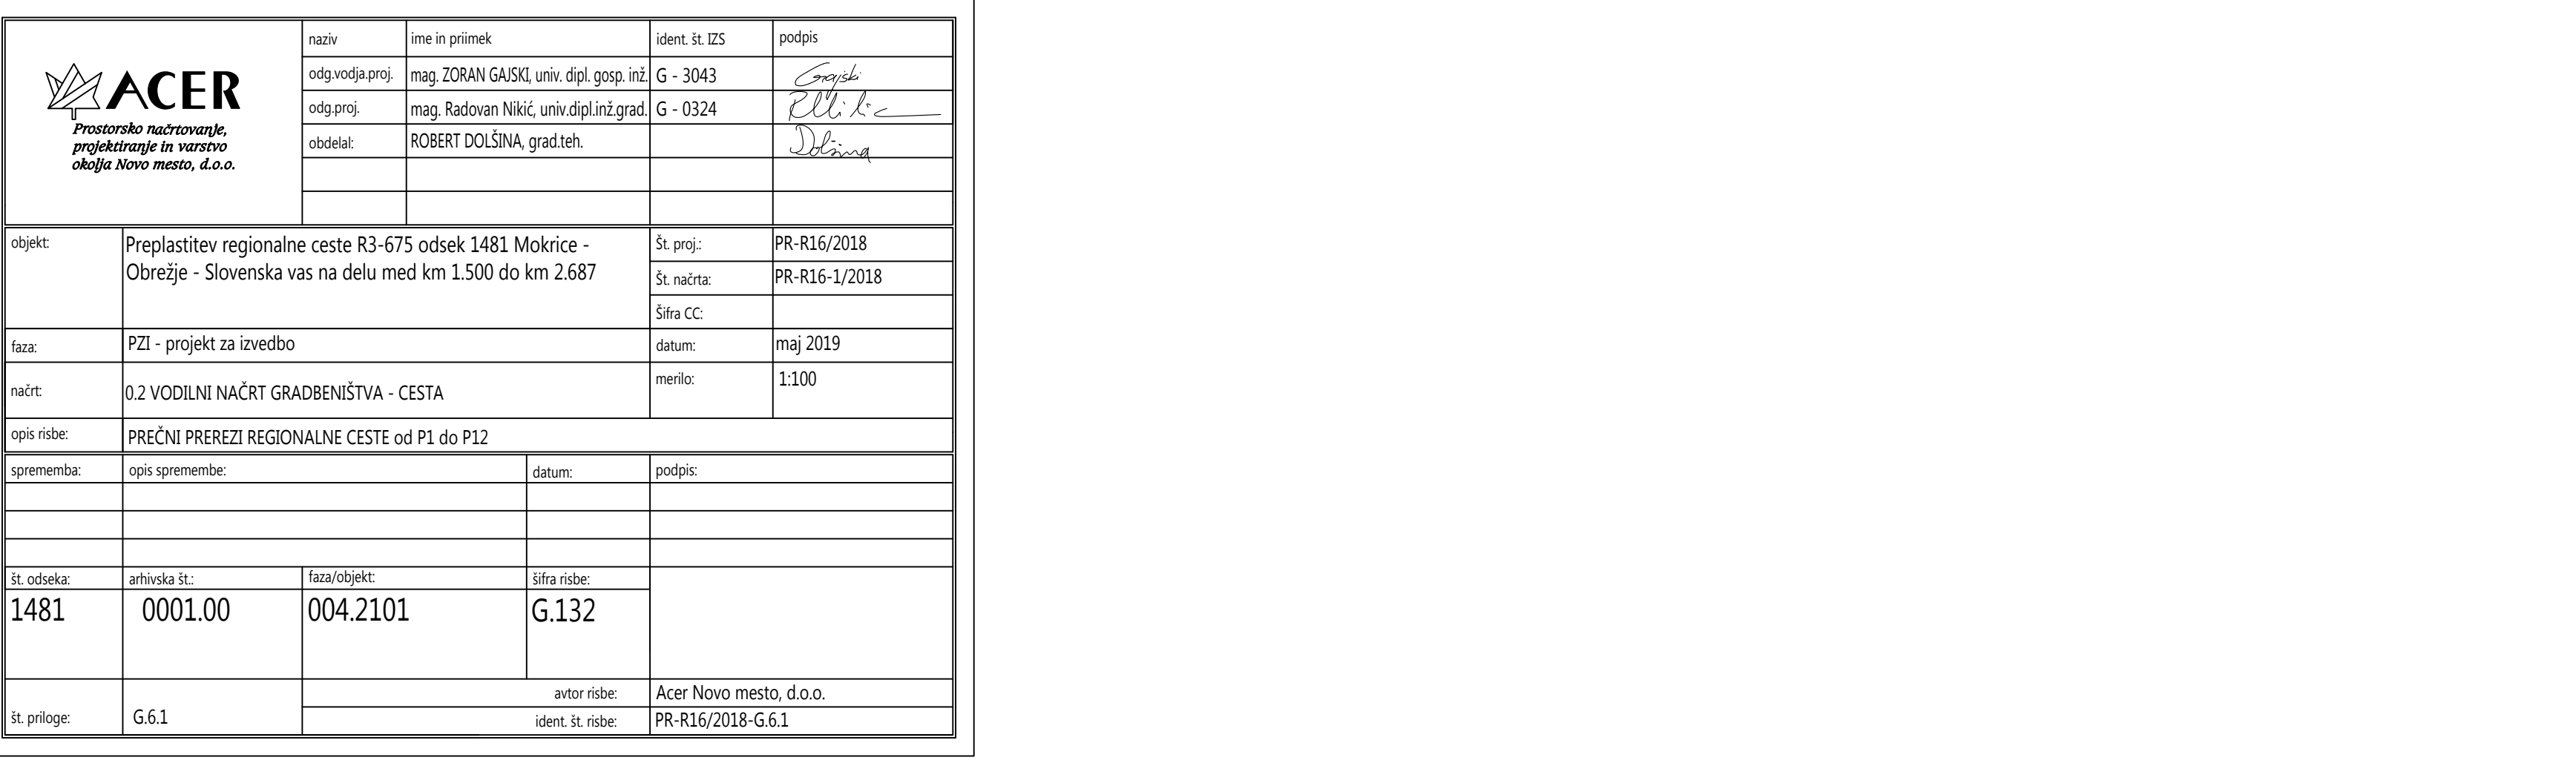 ACER
Prostorsko načrtovanje,
projektiranje in varstvo
okolja Novo mesto, d.o.o.
naziv ime in priimek ident. št. IZS podpis
odg.vodja.proj. mag. ZORAN GAJSKI, univ. dipl. gosp. inž. G - 3043 Gajski
odg.proj. mag. Radovan Nikić, univ.dipl.inž.grad. G - 0324
obdelal: ROBERT DOLŠINA, grad.teh. Dolšina
objekt: Preplastitev regionalne ceste R3-675 odsek 1481 Mokrice -
Obrežje - Slovenska vas na delu med km 1.500 do km 2.687
Št. proj.: PR-R16/2018
Št. načrta: PR-R16-1/2018
Šifra CC:
faza: PZI - projekt za izvedbo datum: maj 2019
načrt: 0.2 VODILNI NAČRT GRADBENIŠTVA - CESTA merilo: 1:100
opis risbe: PREČNI PREREZI REGIONALNE CESTE od P1 do P12
sprememba: opis spremembe: datum: podpis:
št. odseka: arhivska št.: faza/objekt: šifra risbe:
1481 0001.00 004.2101 G.132
avtor risbe: Acer Novo mesto, d.o.o.
št. priloge: G.6.1 ident. št. risbe: PR-R16/2018-G.6.1